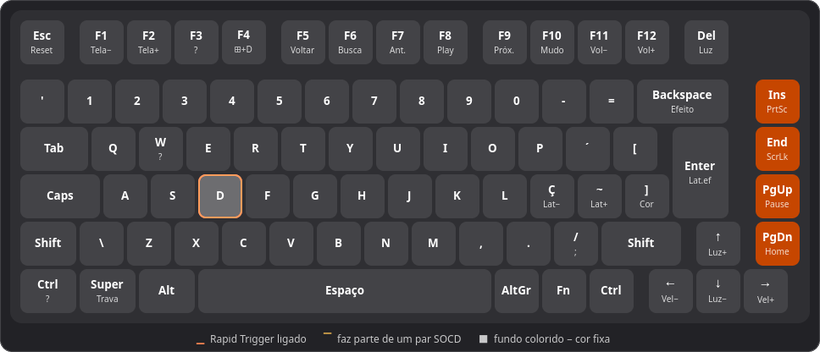 Esc F1 F2 F3 F4 F5 F6 F7 F8 F9 F10 F11 F12 Del
Reset Tela− Tela+ ? ⊞+D Voltar Busca Ant. Play Próx. Mudo Vol− Vol+ Luz
' 1 2 3 4 5 6 7 8 9 0 - = Backspace Ins
Efeito PrtSc
Tab Q W E R T Y U I O P ´ [ Enter End
? Lat.ef ScrLk
Caps A S D F G H J K L Ç ~ ] PgUp
Lat− Lat+ Cor Pause
Shift \ Z X C V B N M , . / Shift ↑ PgDn
; Luz+ Home
Ctrl Super Alt Espaço AltGr Fn Ctrl ← ↓ →
? Trava Vel− Luz− Vel+
Rapid Trigger ligado faz parte de um par SOCD fundo colorido – cor fixa